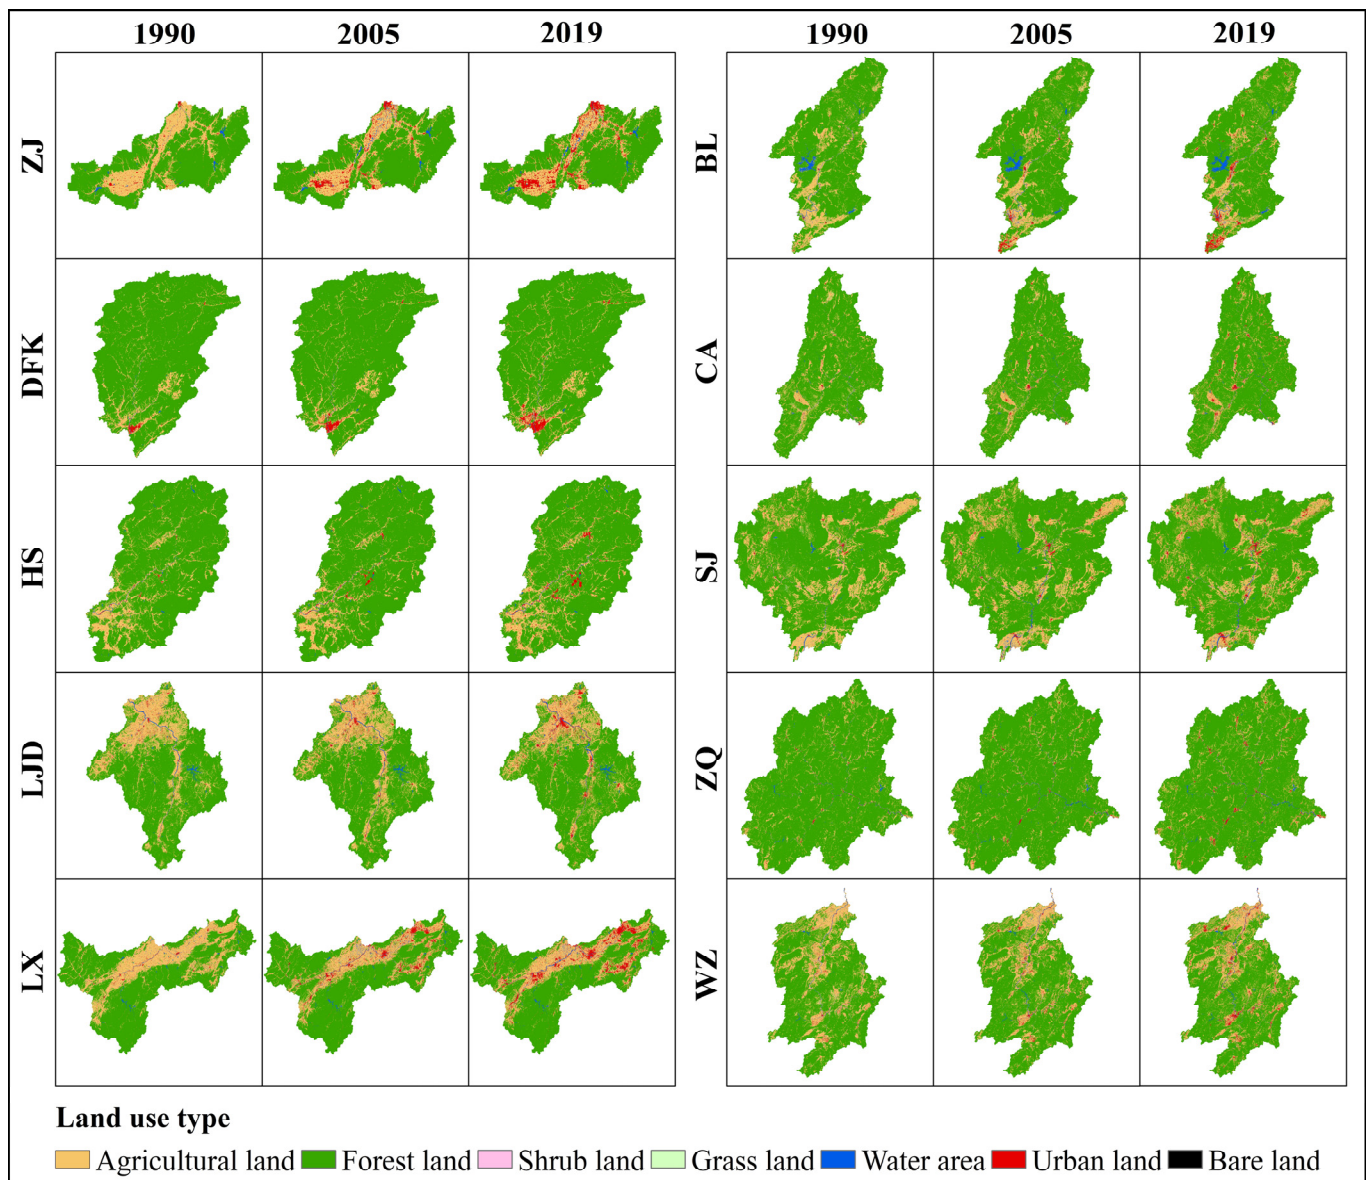 1990 2005 2019 1990 2005 2019
ZJ BL
DFK CA
HS SJ
LJD ZQ
LX WZ
Land use type
Agricultural land Forest land Shrub land Grass land Water area Urban land Bare land